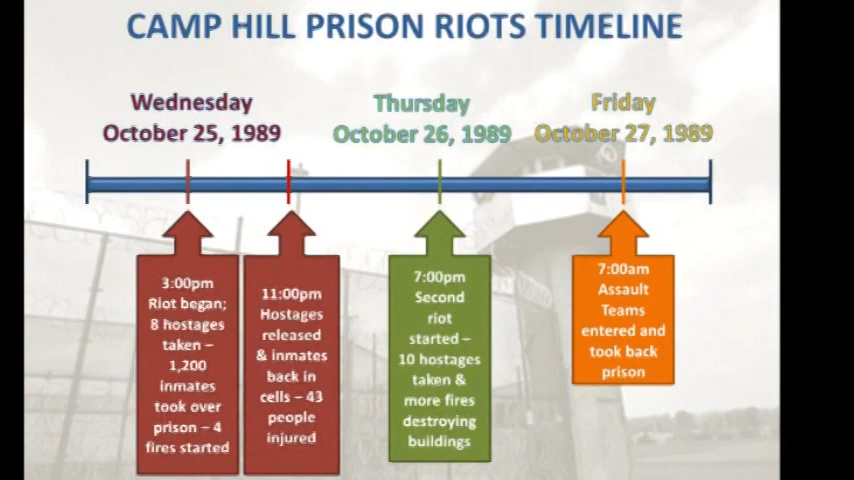 CAMP HILL PRISON RIOTS TIMELINE
Wednesday
October 25, 1989
Thursday
October 26, 1989
Friday
October 27, 1989
3:00pm
Riot began;
8 hostages
taken –
1,200
inmates
took over
prison – 4
fires started
11:00pm
Hostages
released
& inmates
back in
cells – 43
people
injured
7:00pm
Second
riot
started –
10 hostages
taken &
more fires
destroying
buildings
7:00am
Assault
Teams
entered and
took back
prison